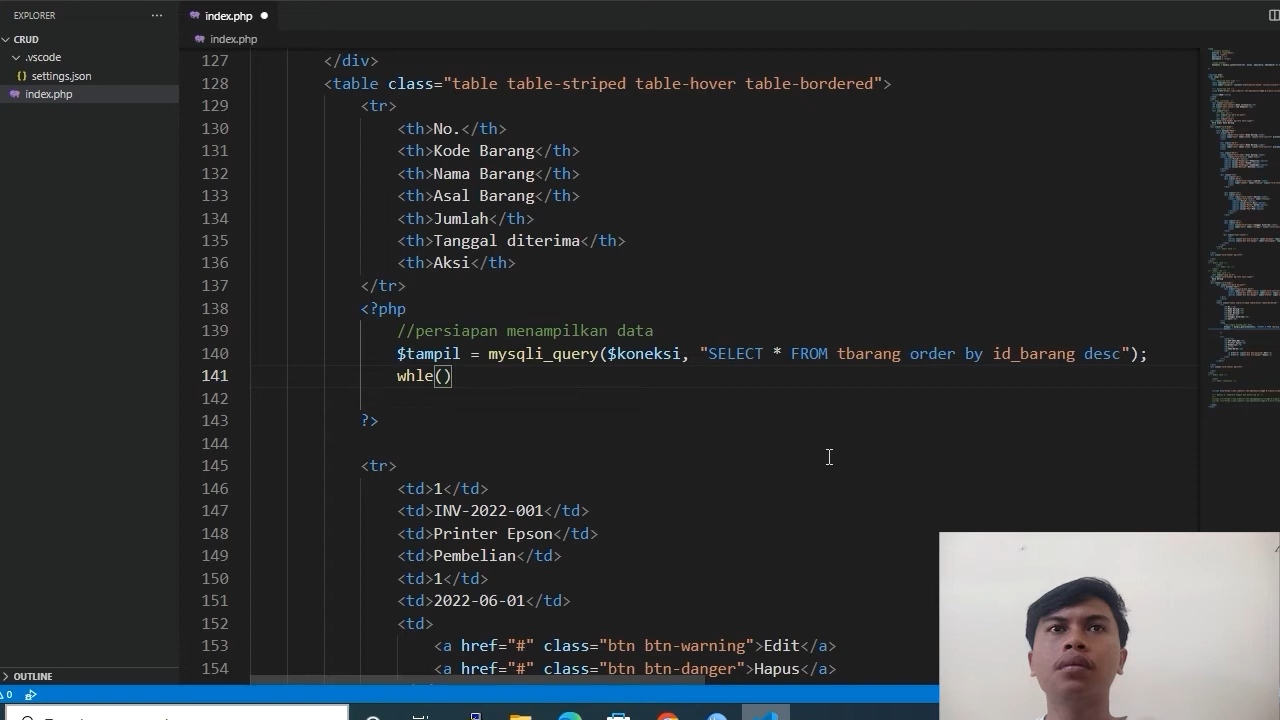 EXPLORER
index.php
CRUD
.vscode
settings.json
index.php
index.php
127 </div>
128 <table class="table table-striped table-hover table-bordered">
129 <tr>
130 <th>No.</th>
131 <th>Kode Barang</th>
132 <th>Nama Barang</th>
133 <th>Asal Barang</th>
134 <th>Jumlah</th>
135 <th>Tanggal diterima</th>
136 <th>Aksi</th>
137 </tr>
138 <?php
139 //persiapan menampilkan data
140 $tampil = mysqli_query($koneksi, "SELECT * FROM tbarang order by id_barang desc");
141 whle()
142
143 ?>
144
145 <tr>
146 <td>1</td>
147 <td>INV-2022-001</td>
148 <td>Printer Epson</td>
149 <td>Pembelian</td>
150 <td>1</td>
151 <td>2022-06-01</td>
152 <td>
153 <a href="#" class="btn btn-warning">Edit</a>
154 <a href="#" class="btn btn-danger">Hapus</a>
OUTLINE
0